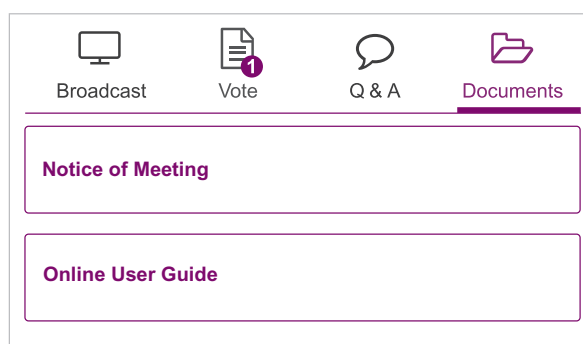 1
Broadcast Vote Q & A Documents
Notice of Meeting
Online User Guide